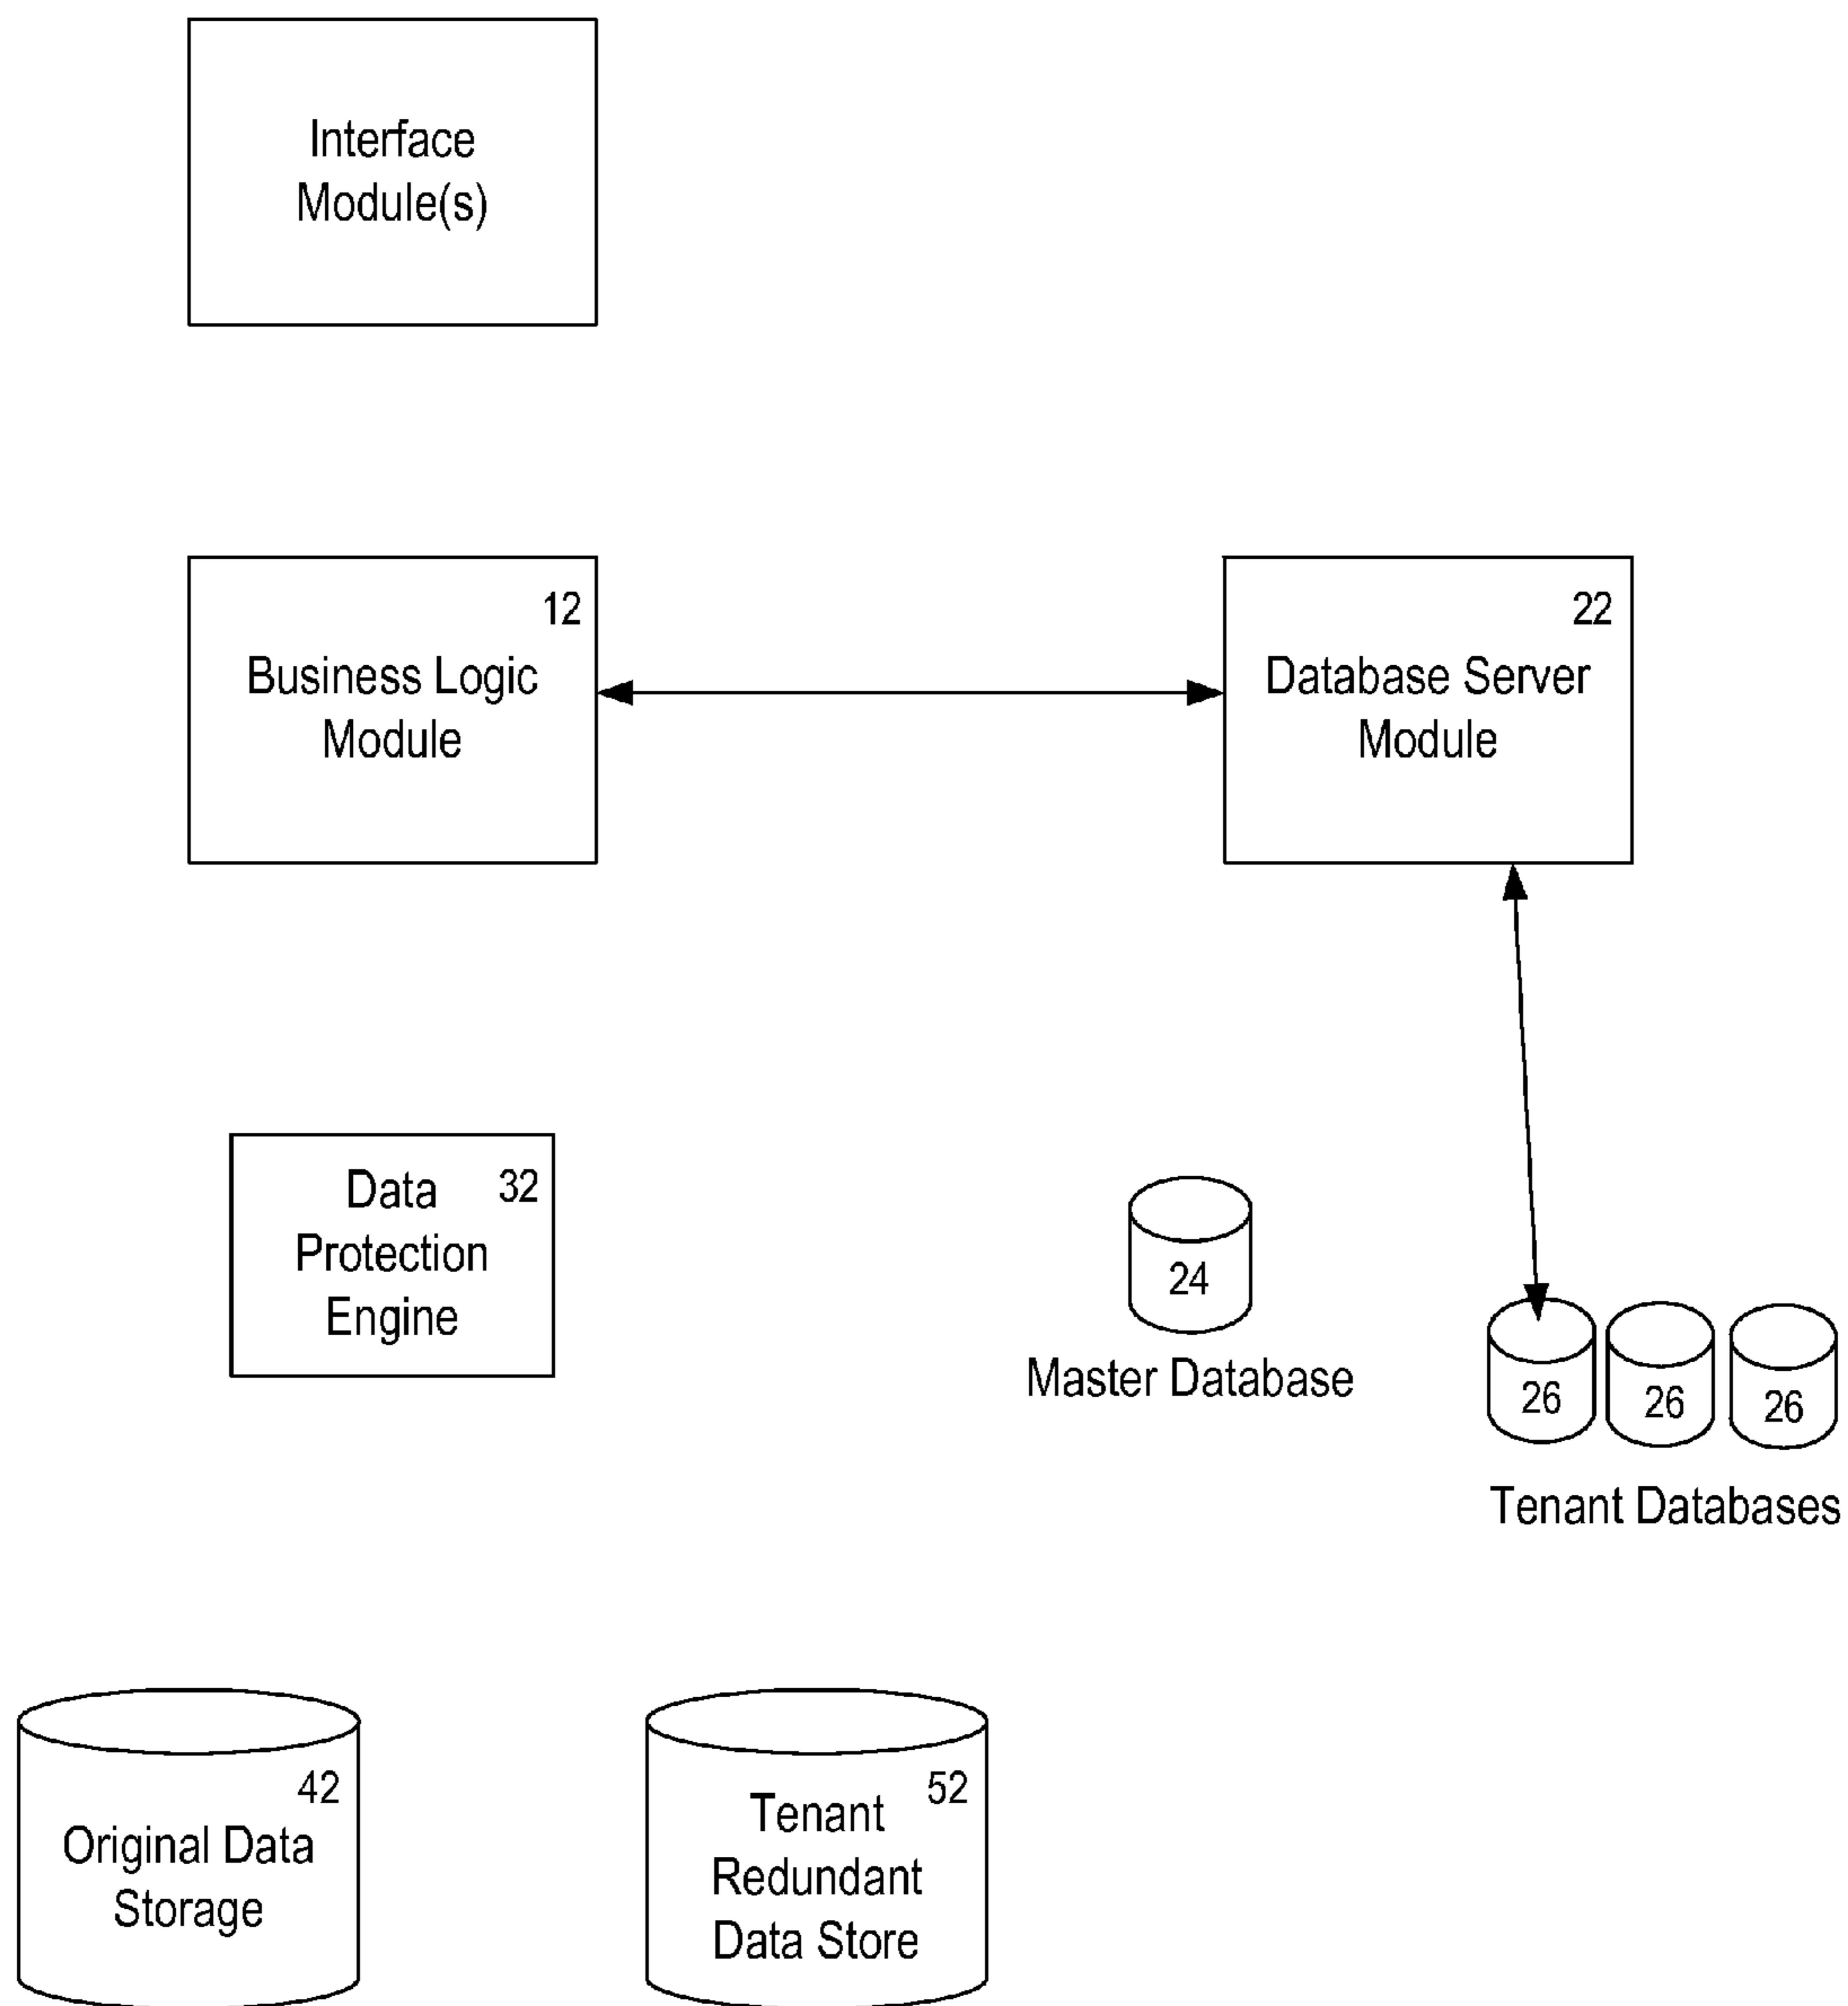 Interface
Module(s)
12
Business Logic
Module
22
Database Server
Module
32
Data
Protection
Engine
24
Master Database
26
26
26
Tenant Databases
42
Original Data
Storage
52
Tenant
Redundant
Data Store